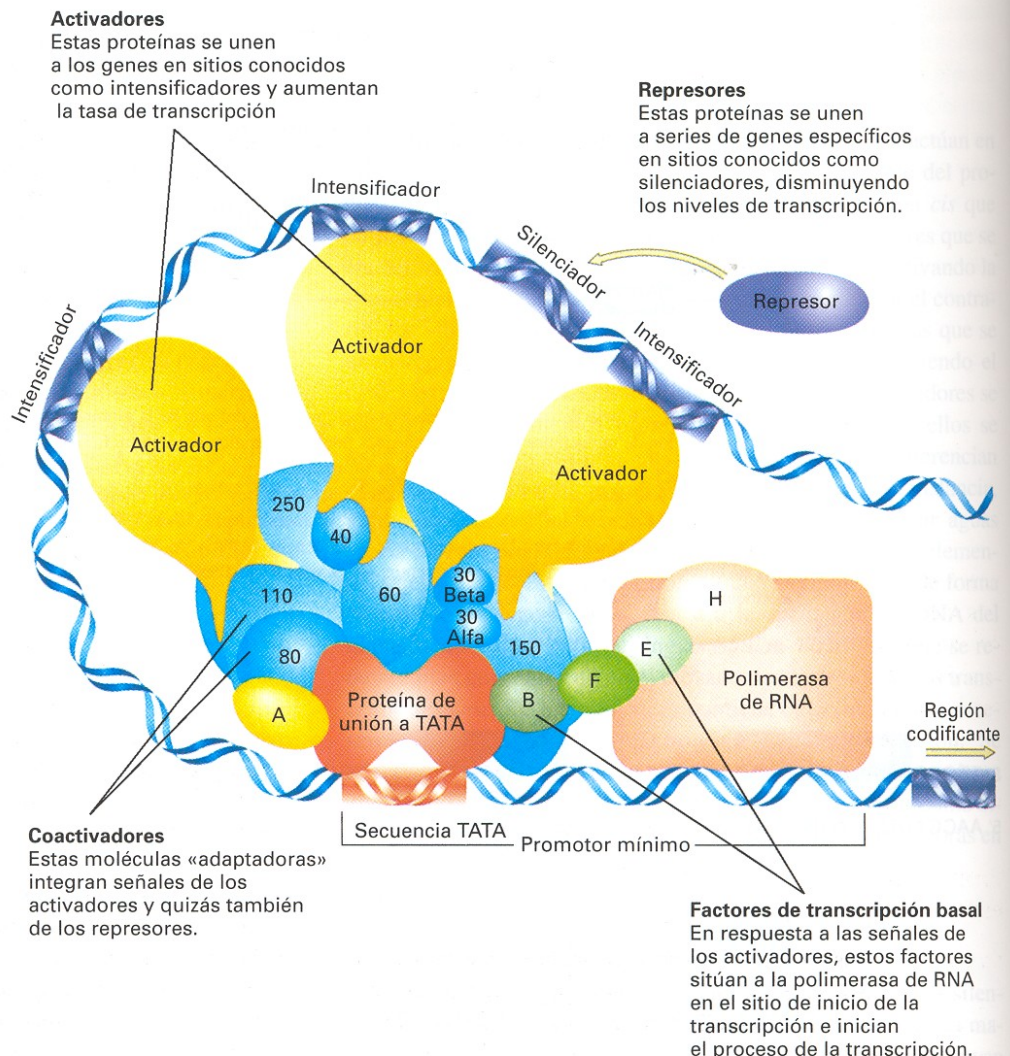 Activadores
Estas proteínas se unen
a los genes en sitios conocidos
como intensificadores y aumentan
la tasa de transcripción
Represores
Estas proteínas se unen
a series de genes específicos
en sitios conocidos como
silenciadores, disminuyendo
los niveles de transcripción.
Intensificador
Silenciador
Represor
Intensificador
Intensificador
Activador
Activador
Activador
250
40
110
60
30
Beta
30
Alfa
80
150
H
E
F
B
A
Proteína de
unión a TATA
Polimerasa
de RNA
Región
codificante
Secuencia TATA
Promotor mínimo
Coactivadores
Estas moléculas «adaptadoras»
integran señales de los
activadores y quizás también
de los represores.
Factores de transcripción basal
En respuesta a las señales de
los activadores, estos factores
sitúan a la polimerasa de RNA
en el sitio de inicio de la
transcripción e inician
el proceso de la transcripción.